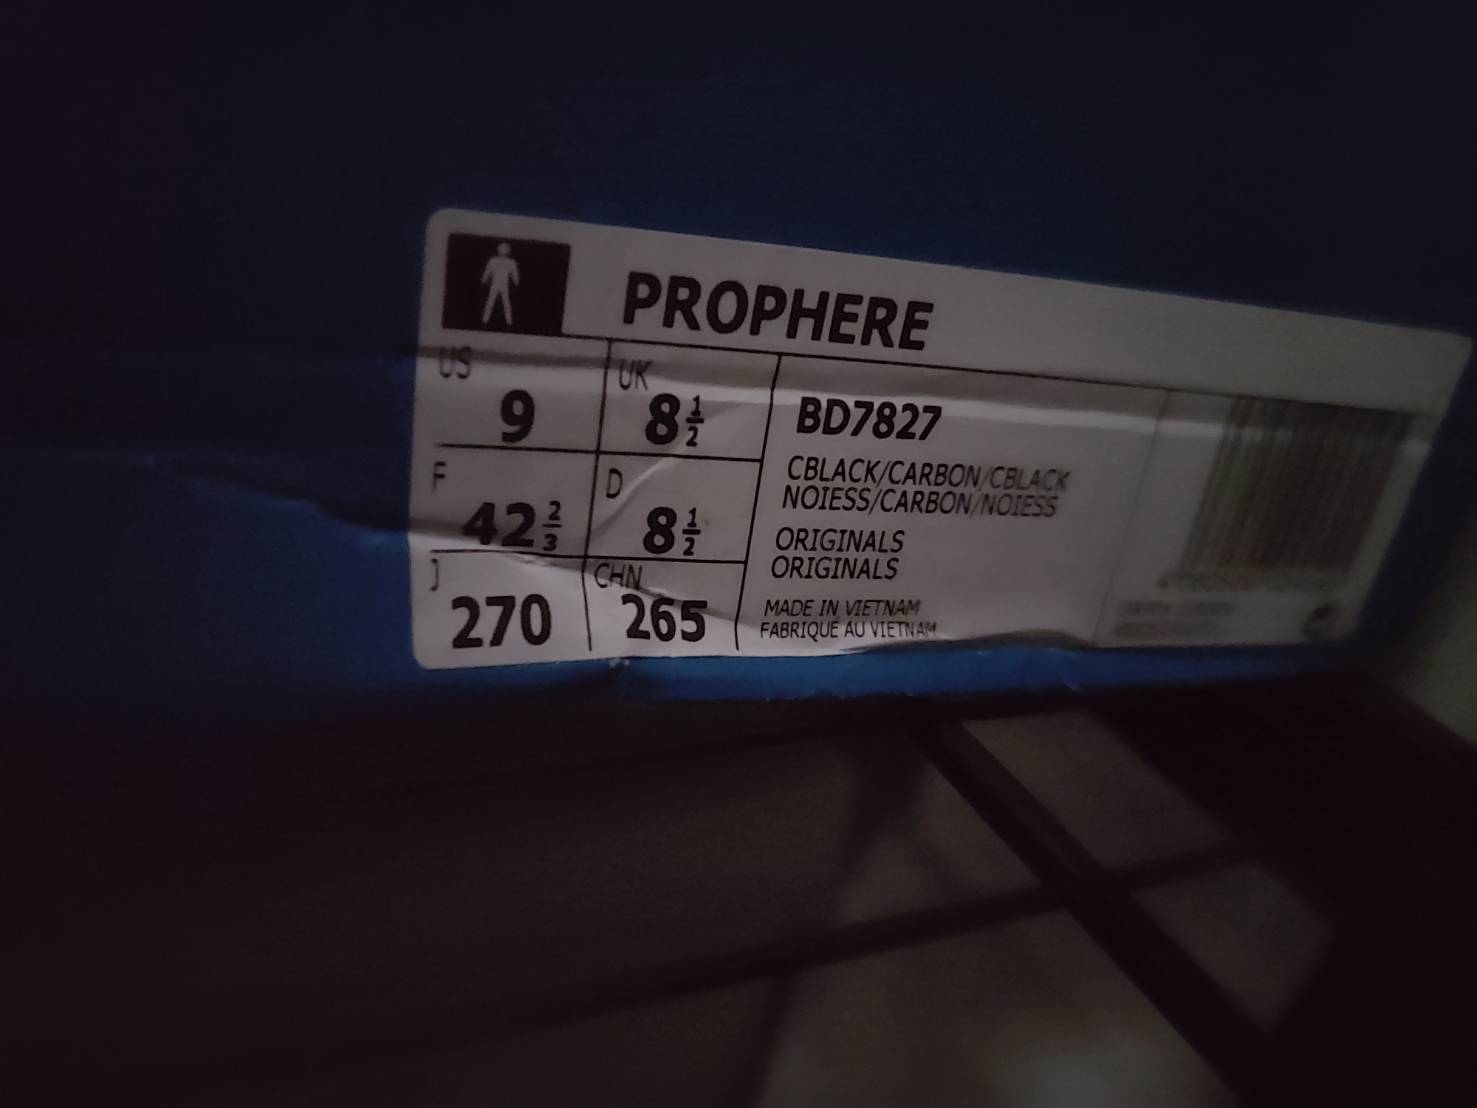 PROPHERE
US
9
UK
8 1/2
F
42 2/3
D
8 1/2
J
270
CHN
265
BD7827
CBLACK/CARBON/CBLACK
NOIESS/CARBON/NOIESS
ORIGINALS
ORIGINALS
MADE IN VIETNAM
FABRIQUÉ AU VIETNAM